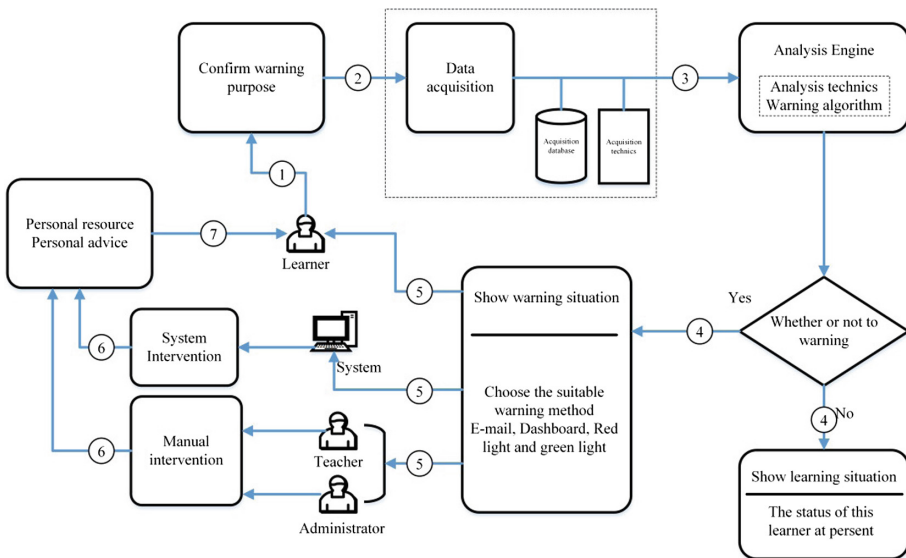 Confirm warning
purpose
2
Data
acquisition
Acquisition
database
Acquisition
technics
3
Analysis Engine
Analysis technics
Warning algorithm
1
Personal resource
Personal advice
7
Learner
5
Show warning situation
Choose the suitable
warning method
E-mail, Dashboard, Red
light and green light
4
Yes
Whether or not to
warning
4
No
Show learning situation
The status of this
learner at persent
System
Intervention
6
System
5
Manual
intervention
6
Teacher
Administrator
5